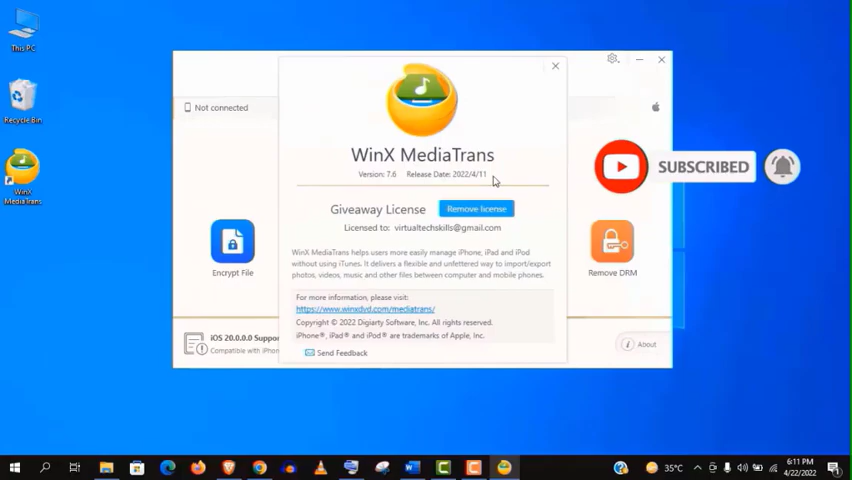 This PC
Recycle Bin
WinX
MediaTrans
Not connected
WinX MediaTrans
Version: 7.6 Release Date: 2022/4/11
Giveaway License Remove license
Licensed to: virtualtechskills@gmail.com
WinX MediaTrans helps users more easily manage iPhone, iPad and iPod
without using iTunes. It delivers a flexible and unfettered way to import/export
photos, videos, music and other files between computer and mobile phones.
For more information, please visit:
https://www.winxdvd.com/mediatrans/
Copyright © 2022 Digiarty Software, Inc. All rights reserved.
iPhone®, iPad® and iPod® are trademarks of Apple, Inc.
Send Feedback
Encrypt File
Remove DRM
iOS 20.0.0.0 Suppor
Compatible with iPhon
About
SUBSCRIBED
35°C
6:11 PM
4/22/2022